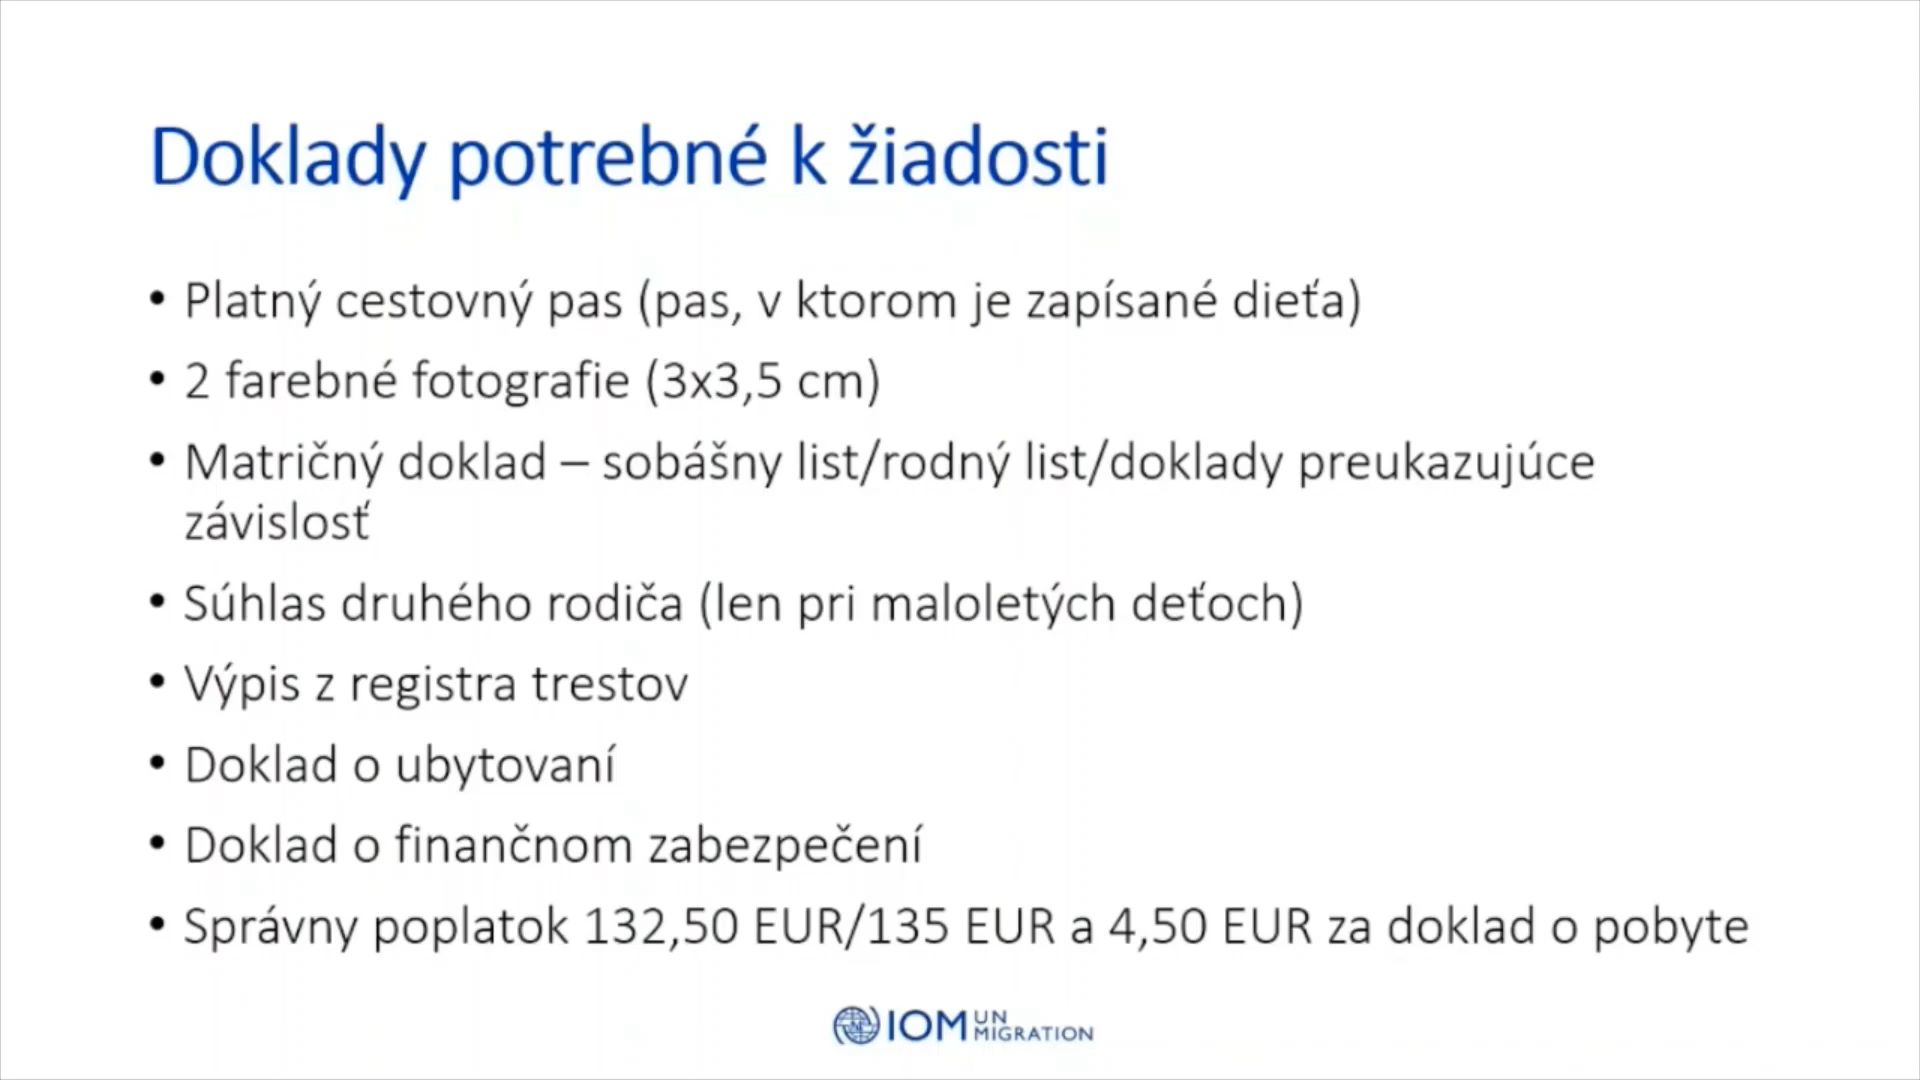 Doklady potrebné k žiadosti
• Platný cestovný pas (pas, v ktorom je zapísané dieťa)
• 2 farebné fotografie (3x3,5 cm)
• Matričný doklad – sobášny list/rodný list/doklady preukazujúce
závislosť
• Súhlas druhého rodiča (len pri maloletých deťoch)
• Výpis z registra trestov
• Doklad o ubytovaní
• Doklad o finančnom zabezpečení
• Správny poplatok 132,50 EUR/135 EUR a 4,50 EUR za doklad o pobyte
IOM UN MIGRATION